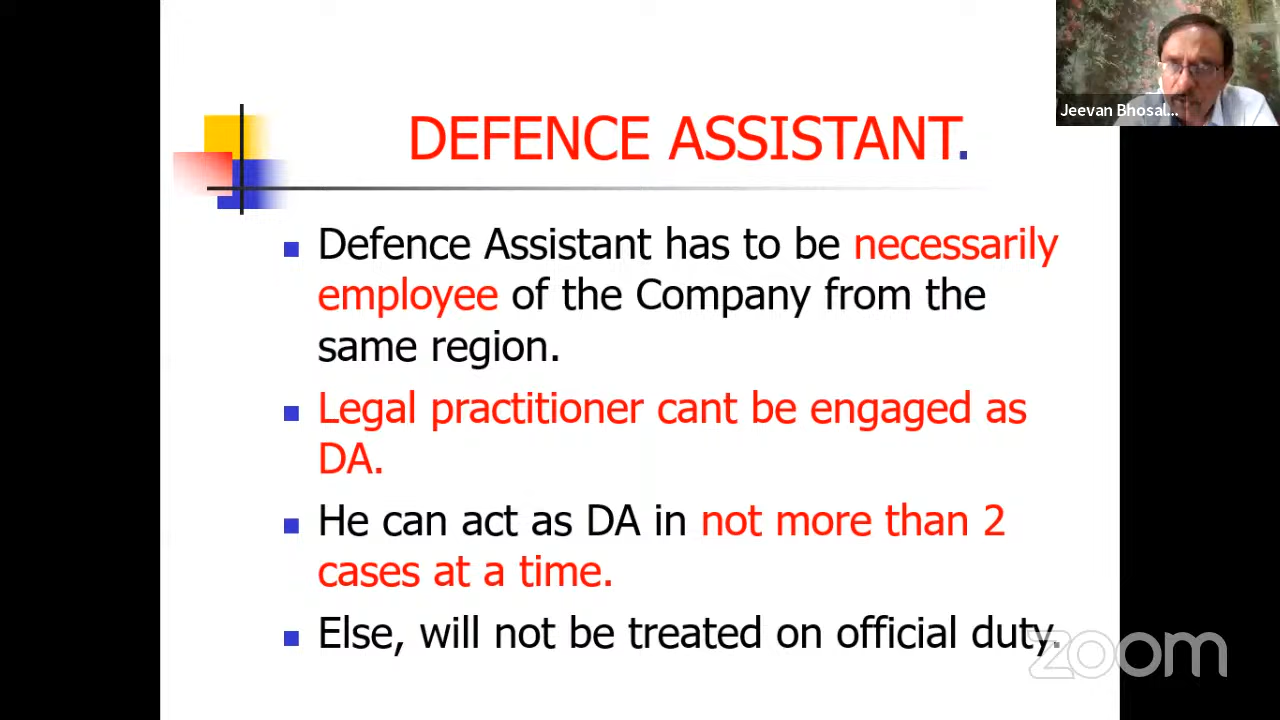 Jeevan Bhosal...
DEFENCE ASSISTANT.
Defence Assistant has to be necessarily
employee of the Company from the
same region.
Legal practitioner cant be engaged as
DA.
He can act as DA in not more than 2
cases at a time.
Else, will not be treated on official duty.
zoom